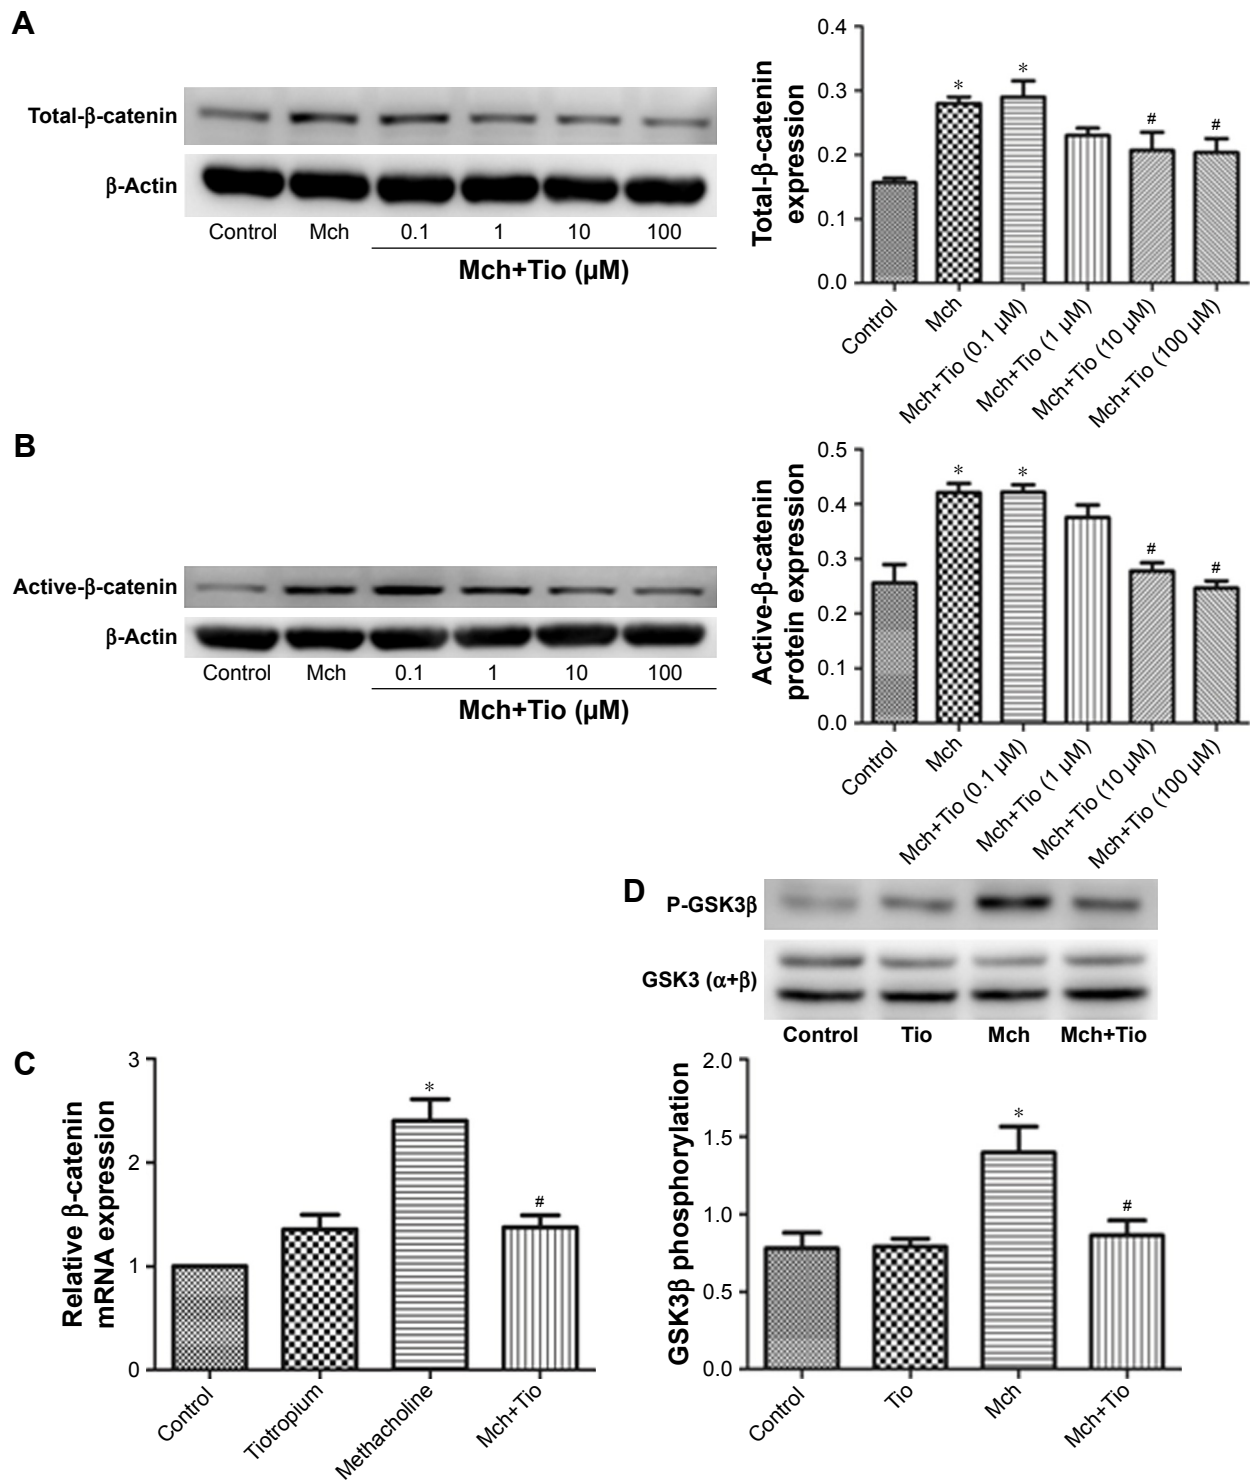 A
Total-β-catenin
β-Actin
Control Mch 0.1 1 10 100
Mch+Tio (µM)
Total-β-catenin
expression
0.4
0.3
0.2
0.1
0.0
* * # #
Control Mch Mch+Tio (0.1 µM) Mch+Tio (1 µM) Mch+Tio (10 µM) Mch+Tio (100 µM)
B
Active-β-catenin
β-Actin
Control Mch 0.1 1 10 100
Mch+Tio (µM)
Active-β-catenin
protein expression
0.5
0.4
0.3
0.2
0.1
0.0
* * # #
Control Mch Mch+Tio (0.1 µM) Mch+Tio (1 µM) Mch+Tio (10 µM) Mch+Tio (100 µM)
C
Relative β-catenin
mRNA expression
3
2
1
0
* #
Control Tiotropium Methacholine Mch+Tio
D
P-GSK3β
GSK3 (α+β)
Control Tio Mch Mch+Tio
GSK3β phosphorylation
2.0
1.5
1.0
0.5
0.0
* #
Control Tio Mch Mch+Tio